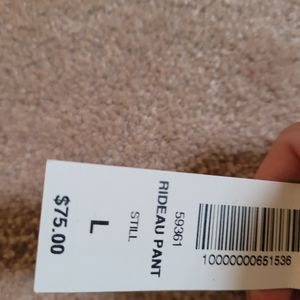 10000000651536
59361
RIDEAU PANT
STILL
L
$75.00